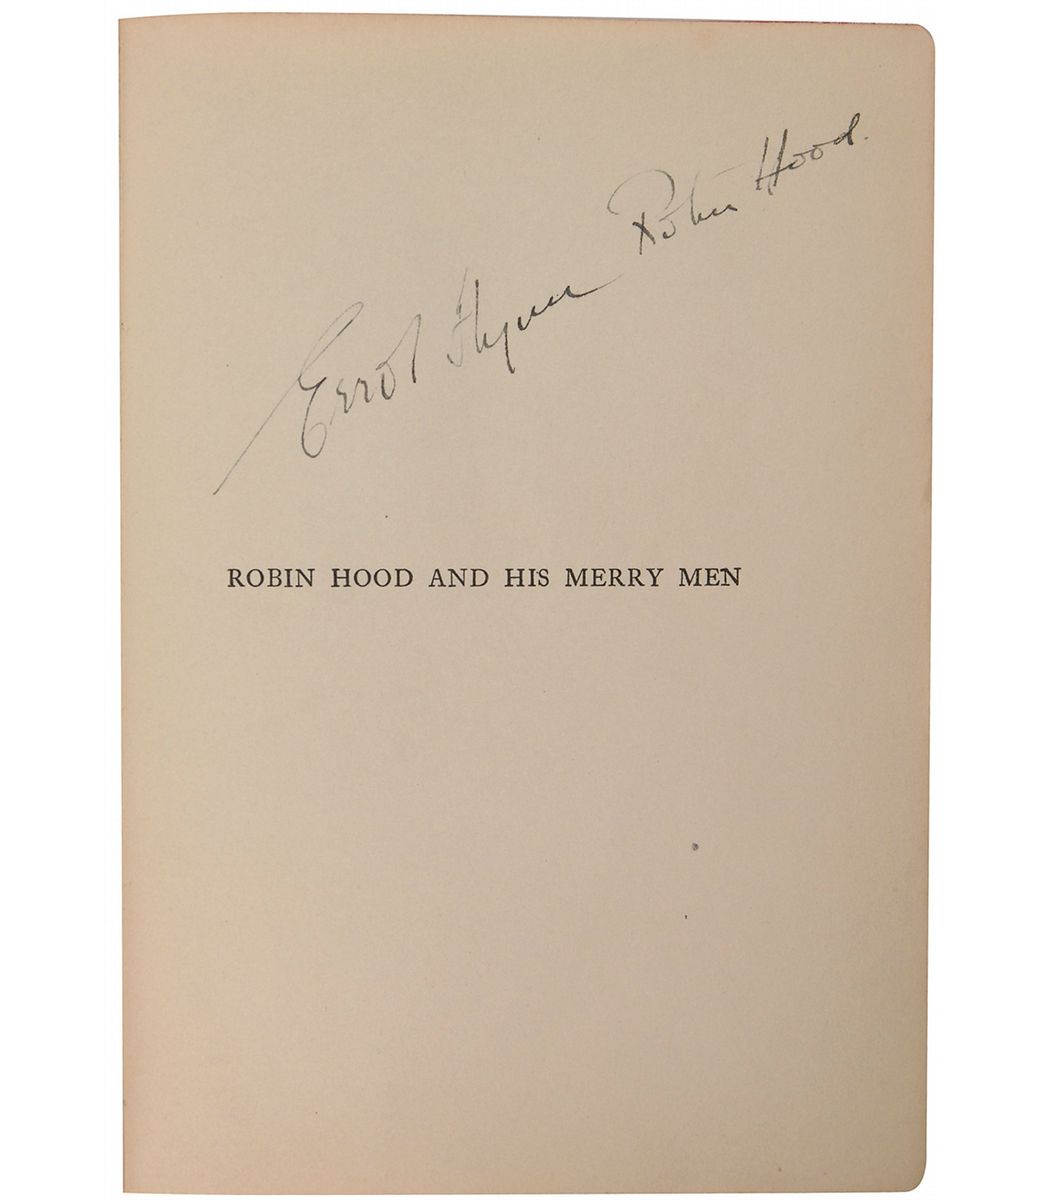 Errol Flynn Robin Hood.
ROBIN HOOD AND HIS MERRY MEN